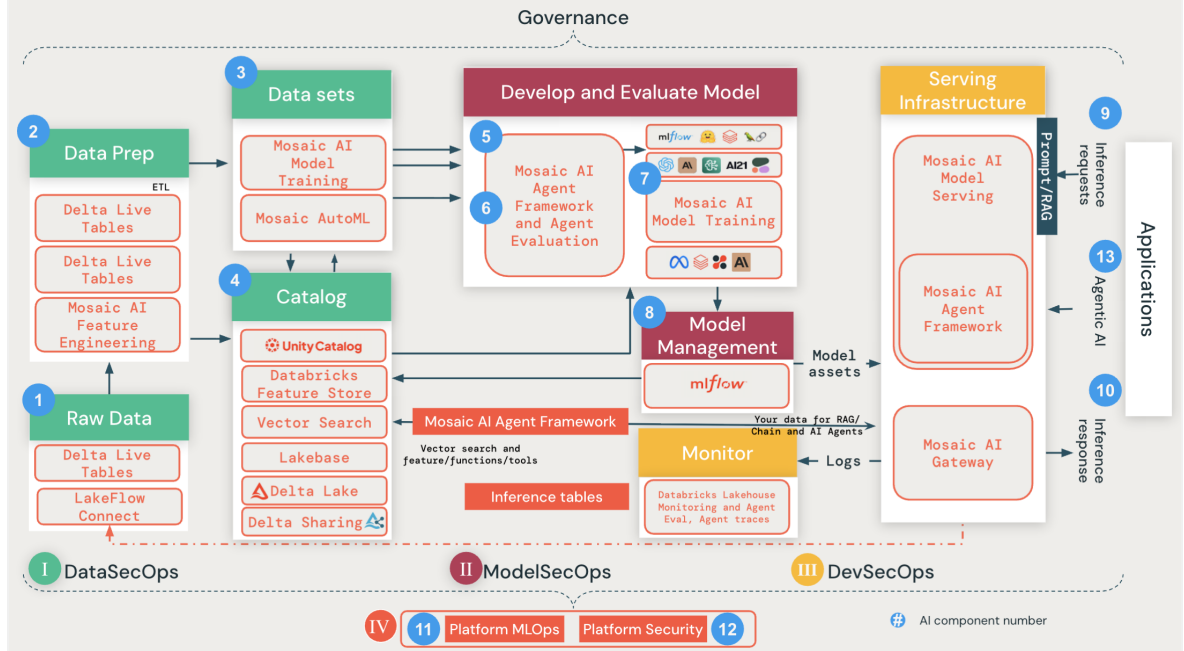 Governance
3
Data sets
Mosaic AI
Model
Training
Mosaic AutoML
2
Data Prep
ETL
Delta Live
Tables
Delta Live
Tables
Mosaic AI
Feature
Engineering
1
Raw Data
Delta Live
Tables
LakeFlow
Connect
4
Catalog
Unity Catalog
Databricks
Feature Store
Vector Search
Lakebase
Delta Lake
Delta Sharing
Develop and Evaluate Model
5
6
Mosaic AI
Agent
Framework
and Agent
Evaluation
mlflow
AI21
7
Mosaic AI
Model Training
8
Model
Management
mlflow
Model
assets
Mosaic AI Agent Framework
Vector search and
feature/functions/tools
Your data for RAG/
Chain and AI Agents
Inference tables
Monitor
Databricks Lakehouse
Monitoring and Agent
Eval, Agent traces
Logs
Serving
Infrastructure
Mosaic AI
Model
Serving
Mosaic AI
Agent
Framework
Mosaic AI
Gateway
Prompt/RAG
9
Inference
requests
13
Agentic AI
10
Inference
response
Applications
I
DataSecOps
II
ModelSecOps
III
DevSecOps
IV
11
Platform MLOps
Platform Security
12
#
AI component number